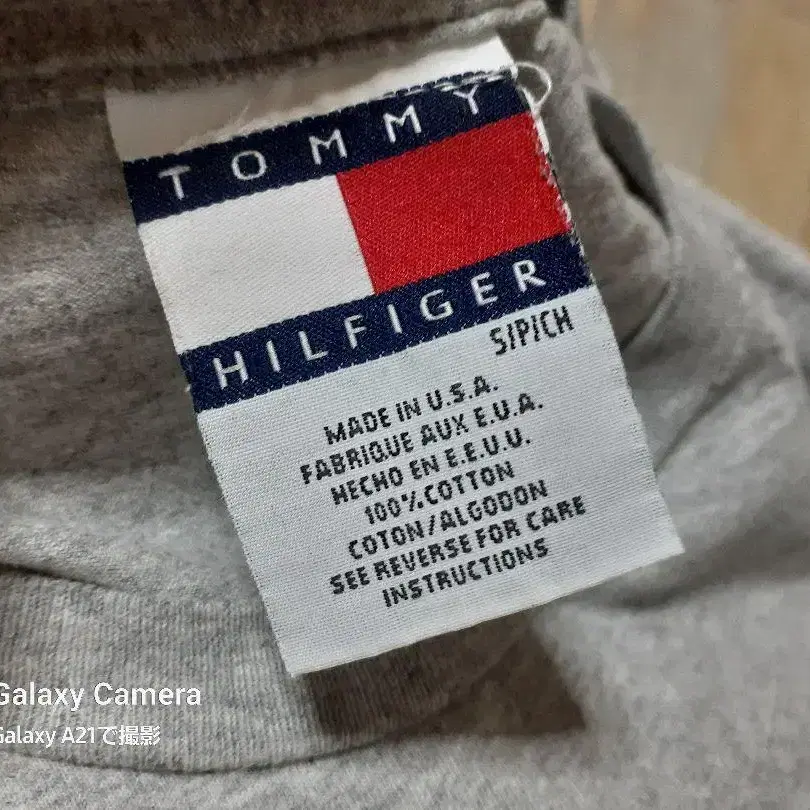 TOMMY
HILFIGER
S/P/CH
MADE IN U.S.A.
FABRIQUE AUX E.U.A.
HECHO EN E.E.U.U.
100%COTTON
COTON/ALGODON
SEE REVERSE FOR CARE
INSTRUCTIONS
Galaxy Camera
Galaxy A21で撮影